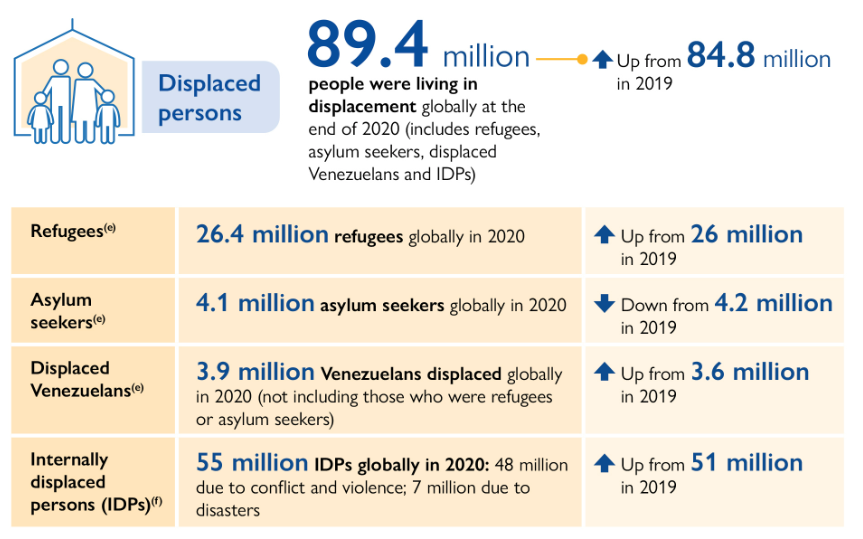 Displaced
persons
89.4 million
people were living in
displacement globally at the
end of 2020 (includes refugees,
asylum seekers, displaced
Venezuelans and IDPs)
Up from 84.8 million
in 2019
Refugees(e)
26.4 million refugees globally in 2020
Up from 26 million
in 2019
Asylum
seekers(e)
4.1 million asylum seekers globally in 2020
Down from 4.2 million
in 2019
Displaced
Venezuelans(e)
3.9 million Venezuelans displaced globally
in 2020 (not including those who were refugees
or asylum seekers)
Up from 3.6 million
in 2019
Internally
displaced
persons (IDPs)(f)
55 million IDPs globally in 2020: 48 million
due to conflict and violence; 7 million due to
disasters
Up from 51 million
in 2019